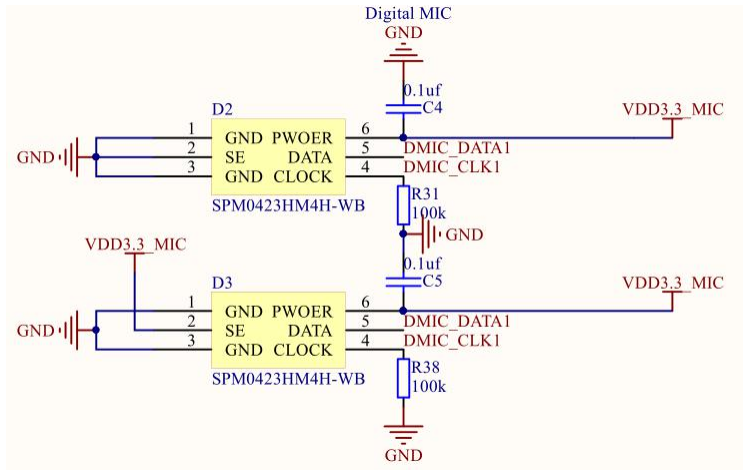 Digital MIC
GND
0.1uf
C4
D2
VDD3.3_MIC
1 GND PWOER 6
2 SE DATA 5 DMIC_DATA1
3 GND CLOCK 4 DMIC_CLK1
GND
SPM0423HM4H-WB
R31
100k
GND
VDD3.3_MIC
0.1uf
C5
D3
VDD3.3_MIC
1 GND PWOER 6
2 SE DATA 5 DMIC_DATA1
3 GND CLOCK 4 DMIC_CLK1
GND
SPM0423HM4H-WB
R38
100k
GND